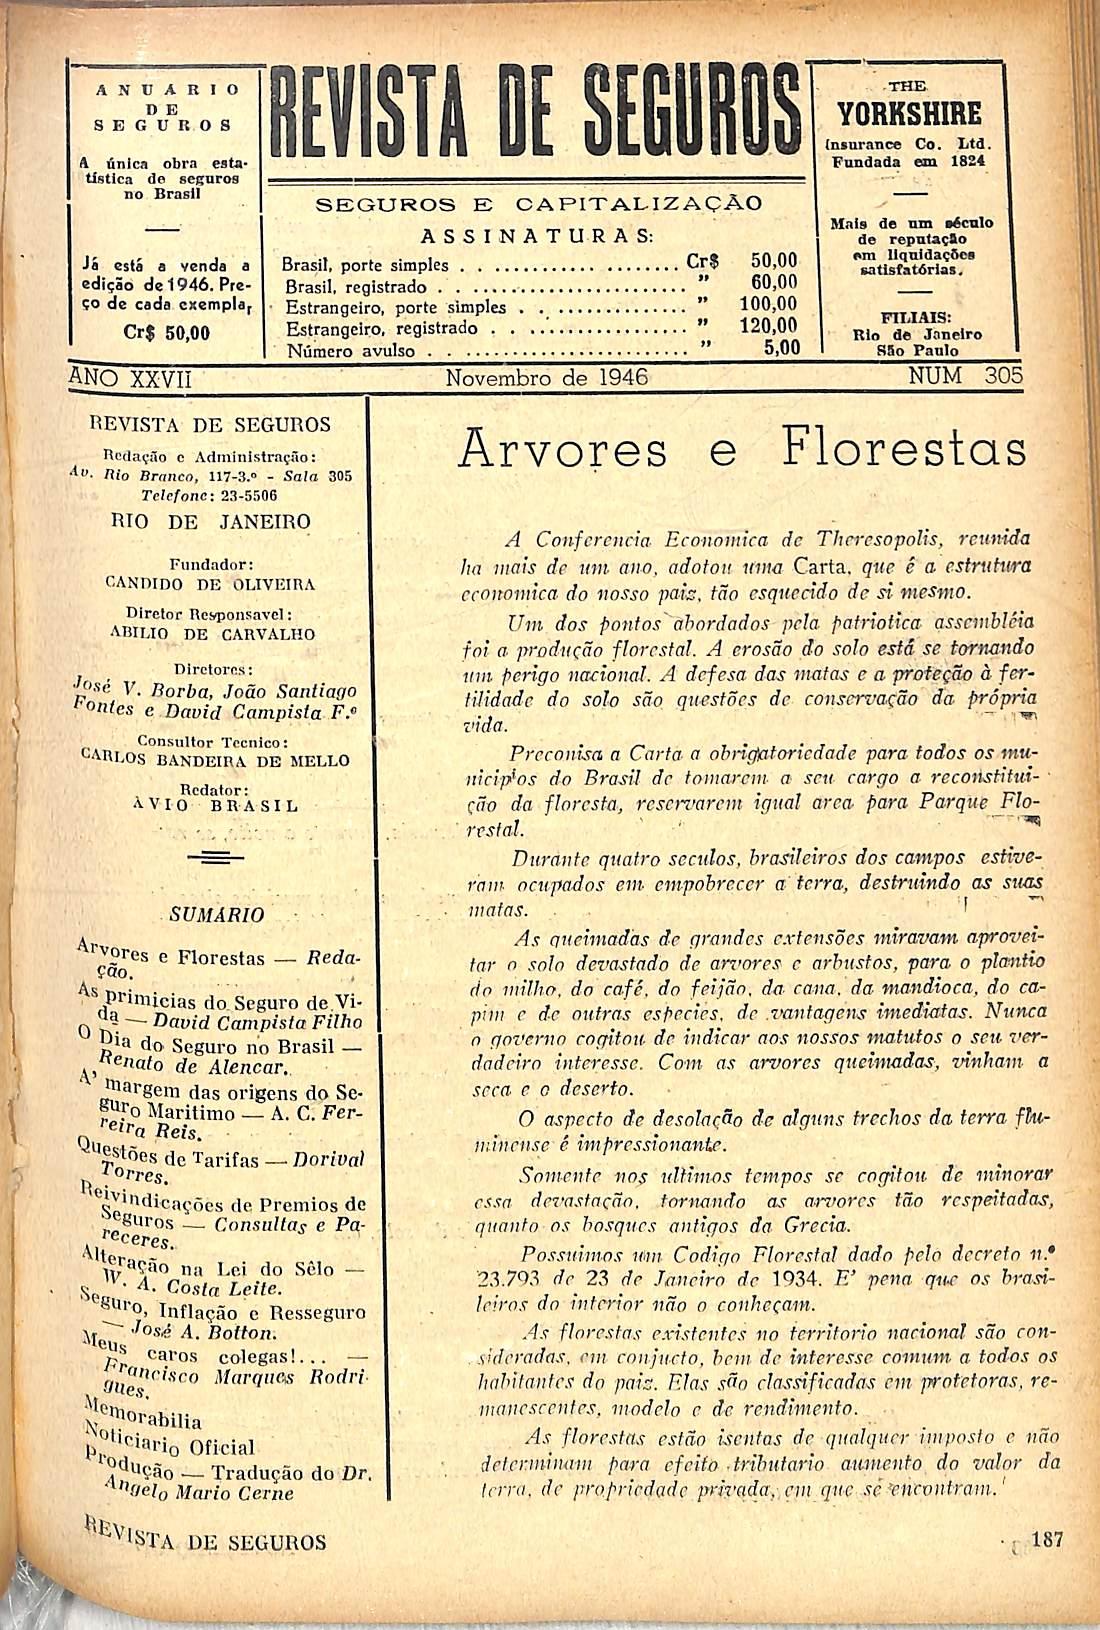 ANUARIO
DE
SEGUROS
A única obra esta-
tística de seguros
no Brasil
Já está a venda a
edição de 1946. Pre-
ço de cada exemplar
Cr$ 50,00
REVISTA DE SEGUROS
SEGUROS E CAPITALIZAÇÃO
ASSINATURAS:
Brasil, porte simples . . . . . . . . . . . . . . . . . . . . . Cr$ 50,00
Brasil, registrado . . . . . . . . . . . . . . . . . . . . . . . . " 60,00
Estrangeiro, porte simples . . . . . . . . . . . . . . . . . " 100,00
Estrangeiro, registrado . . . . . . . . . . . . . . . . . . . . " 120,00
Número avulso . . . . . . . . . . . . . . . . . . . . . . . . . . " 5,00
THE
YORKSHIRE
Insurance Co. Ltd.
Fundada em 1824
Mais de um século
de reputação
em liquidações
satisfatórias.
FILIAIS:
Rio de Janeiro
São Paulo
ANO XXVII Novembro de 1946 NUM 305
REVISTA DE SEGUROS
Redação e Administração:
Av. Rio Branco, 117-3.º - Sala 305
Telefone: 23-5506
RIO DE JANEIRO
Fundador:
CANDIDO DE OLIVEIRA
Diretor Responsavel:
ABILIO DE CARVALHO
Diretores:
José V. Borba, João Santiago
Fontes e David Campista F.º
Consultor Tecnico:
CARLOS BANDEIRA DE MELLO
Redator:
AVIO BRASIL
SUMARIO
Arvores e Florestas — Reda-
ção.
As primicias do Seguro de Vi-
da — David Campista Filho
O Dia do Seguro no Brasil —
Renato de Alencar.
A' margem das origens do Se-
guro Maritimo — A. C. Fer-
reira Reis.
Questões de Tarifas — Dorival
Torres.
Reivindicações de Premios de
Seguros — Consultas e Pa-
receres.
Alteração na Lei do Sêlo —
W. A. Costa Leite.
Seguro, Inflação e Resseguro
— José A. Botton.
Meus caros colegas!... —
Francisco Marques Rodri-
gues.
Memorabilia
Noticiario Oficial
Produção — Tradução do Dr.
Angelo Mario Cerne
Arvores e Florestas
A Conferencia Economica de Theresopolis, reunida
ha mais de um ano, adotou uma Carta, que é a estrutura
economica do nosso paiz, tão esquecido de si mesmo.
Um dos pontos abordados pela patriotica assembléia
foi a produção florestal. A erosão do solo está se tornando
um perigo nacional. A defesa das matas e a proteção à fer-
tilidade do solo são questões de conservação da própria
vida.
Preconisa a Carta a obrigatoriedade para todos os mu-
nicipios do Brasil de tomarem a seu cargo a reconstitui-
ção da floresta, reservarem igual area para Parque Flo-
restal.
Durante quatro seculos, brasileiros dos campos estive-
ram ocupados em empobrecer a terra, destruindo as suas
matas.
As queimadas de grandes extensões miravam aprovei-
tar o solo devastado de arvores e arbustos, para o plantio
do milho, do café, do feijão, da cana, da mandioca, do ca-
pim e de outras especies, de vantagens imediatas. Nunca
o governo cogitou de indicar aos nossos matutos o seu ver-
dadeiro interesse. Com as arvores queimadas, vinham a
seca e o deserto.
O aspecto de desolação de alguns trechos da terra flu-
minense é impressionante.
Somente nos ultimos tempos se cogitou de minorar
essa devastação, tornando as arvores tão respeitadas,
quanto os bosques antigos da Grecia.
Possuimos um Codigo Florestal dado pelo decreto n.º
23.793 de 23 de Janeiro de 1934. E' pena que os brasi-
leiros do interior não o conheçam.
As florestas existentes no territorio nacional são con-
sideradas, em conjucto, bem de interesse comum a todos os
habitantes do paiz. Elas são classificadas em protetoras, re-
manescentes, modelo e de rendimento.
As florestas estão isentas de qualquer imposto e não
determinam para efeito tributario aumento do valor da
terra, de propriedade privada, em que se encontram.
REVISTA DE SEGUROS 187